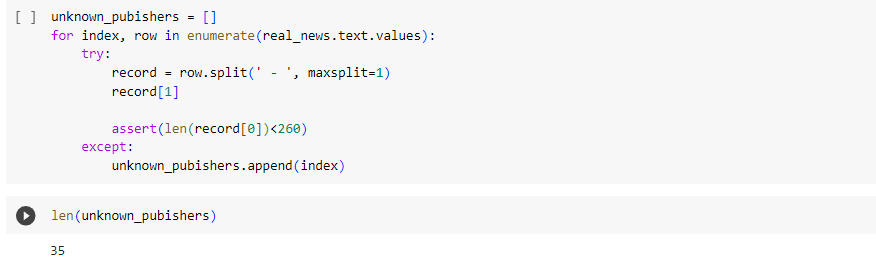 [ ] unknown_pubishers = []
for index, row in enumerate(real_news.text.values):
    try:
        record = row.split(' - ', maxsplit=1)
        record[1]

        assert(len(record[0])<260)
    except:
        unknown_pubishers.append(index)
len(unknown_pubishers)
35